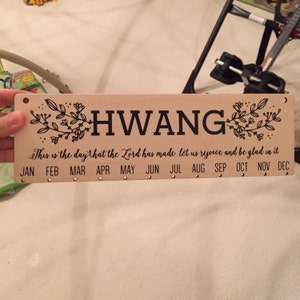 HWANG
This is the day that the Lord has made let us rejoice and be glad in it
JAN FEB MAR APR MAY JUN JUL AUG SEP OCT NOV DEC